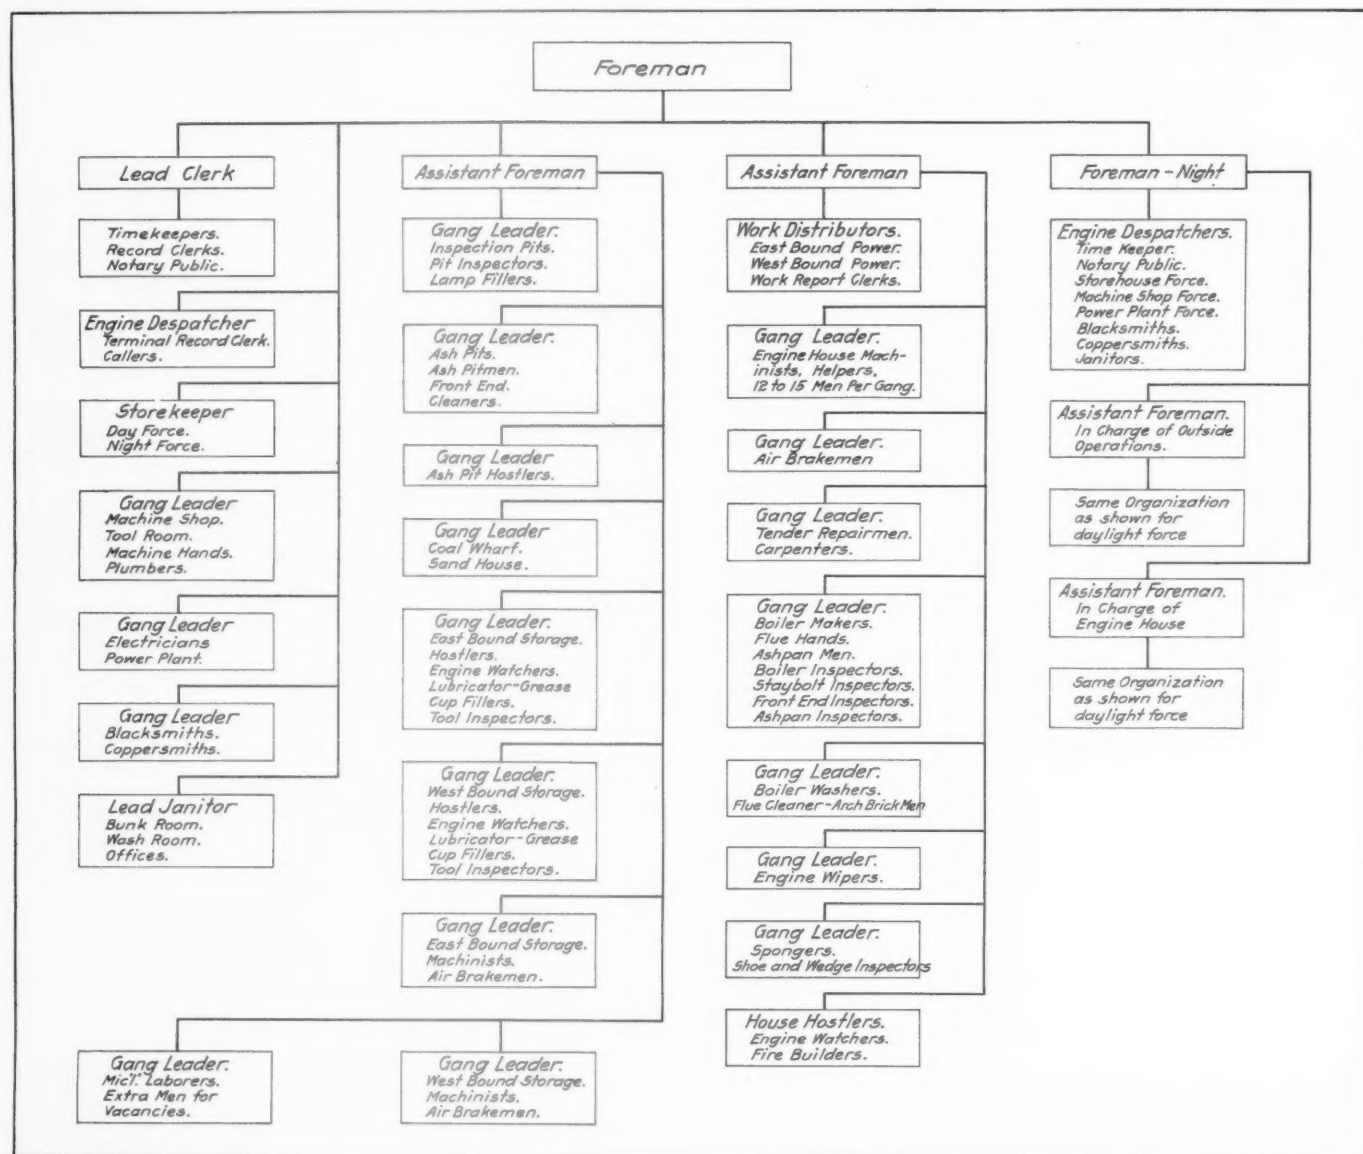 Foreman
Lead Clerk
Timekeepers.
Record Clerks.
Notary Public.
Engine Despatcher
Terminal Record Clerk.
Callers.
Storekeeper
Day Force.
Night Force.
Gang Leader
Machine Shop.
Tool Room.
Machine Hands.
Plumbers.
Gang Leader
Electricians
Power Plant.
Gang Leader
Blacksmiths.
Coppersmiths.
Lead Janitor
Bunk Room.
Wash Room.
Offices.
Gang Leader.
Mic'l. Laborers.
Extra Men for
Vacancies.
Assistant Foreman
Gang Leader.
Inspection Pits.
Pit Inspectors.
Lamp Fillers.
Gang Leader.
Ash Pits.
Ash Pitmen.
Front End.
Cleaners.
Gang Leader
Ash Pit Hostlers.
Gang Leader
Coal Wharf.
Sand House.
Gang Leader.
East Bound Storage.
Hostlers.
Engine Watchers.
Lubricator-Grease
Cup Fillers.
Tool Inspectors.
Gang Leader.
West Bound Storage.
Hostlers.
Engine Watchers.
Lubricator-Grease
Cup Fillers.
Tool Inspectors.
Gang Leader.
East Bound Storage.
Machinists.
Air Brakemen.
Gang Leader.
West Bound Storage.
Machinists.
Air Brakemen.
Assistant Foreman
Work Distributors.
East Bound Power.
West Bound Power.
Work Report Clerks.
Gang Leader.
Engine House Mach-
inists, Helpers,
12 to 15 Men Per Gang.
Gang Leader.
Air Brakemen
Gang Leader.
Tender Repairmen.
Carpenters.
Gang Leader.
Boiler Makers.
Flue Hands.
Ashpan Men.
Boiler Inspectors.
Staybolt Inspectors.
Front End Inspectors.
Ashpan Inspectors.
Gang Leader.
Boiler Washers.
Flue Cleaner-Arch Brick Men
Gang Leader.
Engine Wipers.
Gang Leader.
Spongers.
Shoe and Wedge Inspectors
House Hostlers.
Engine Watchers.
Fire Builders.
Foreman - Night
Engine Despatchers.
Time Keeper.
Notary Public.
Storehouse Force.
Machine Shop Force.
Power Plant Force.
Blacksmiths.
Coppersmiths.
Janitors.
Assistant Foreman.
In Charge of Outside
Operations.
Same Organization
as shown for
daylight force
Assistant Foreman.
In Charge of
Engine House
Same Organization
as shown for
daylight force